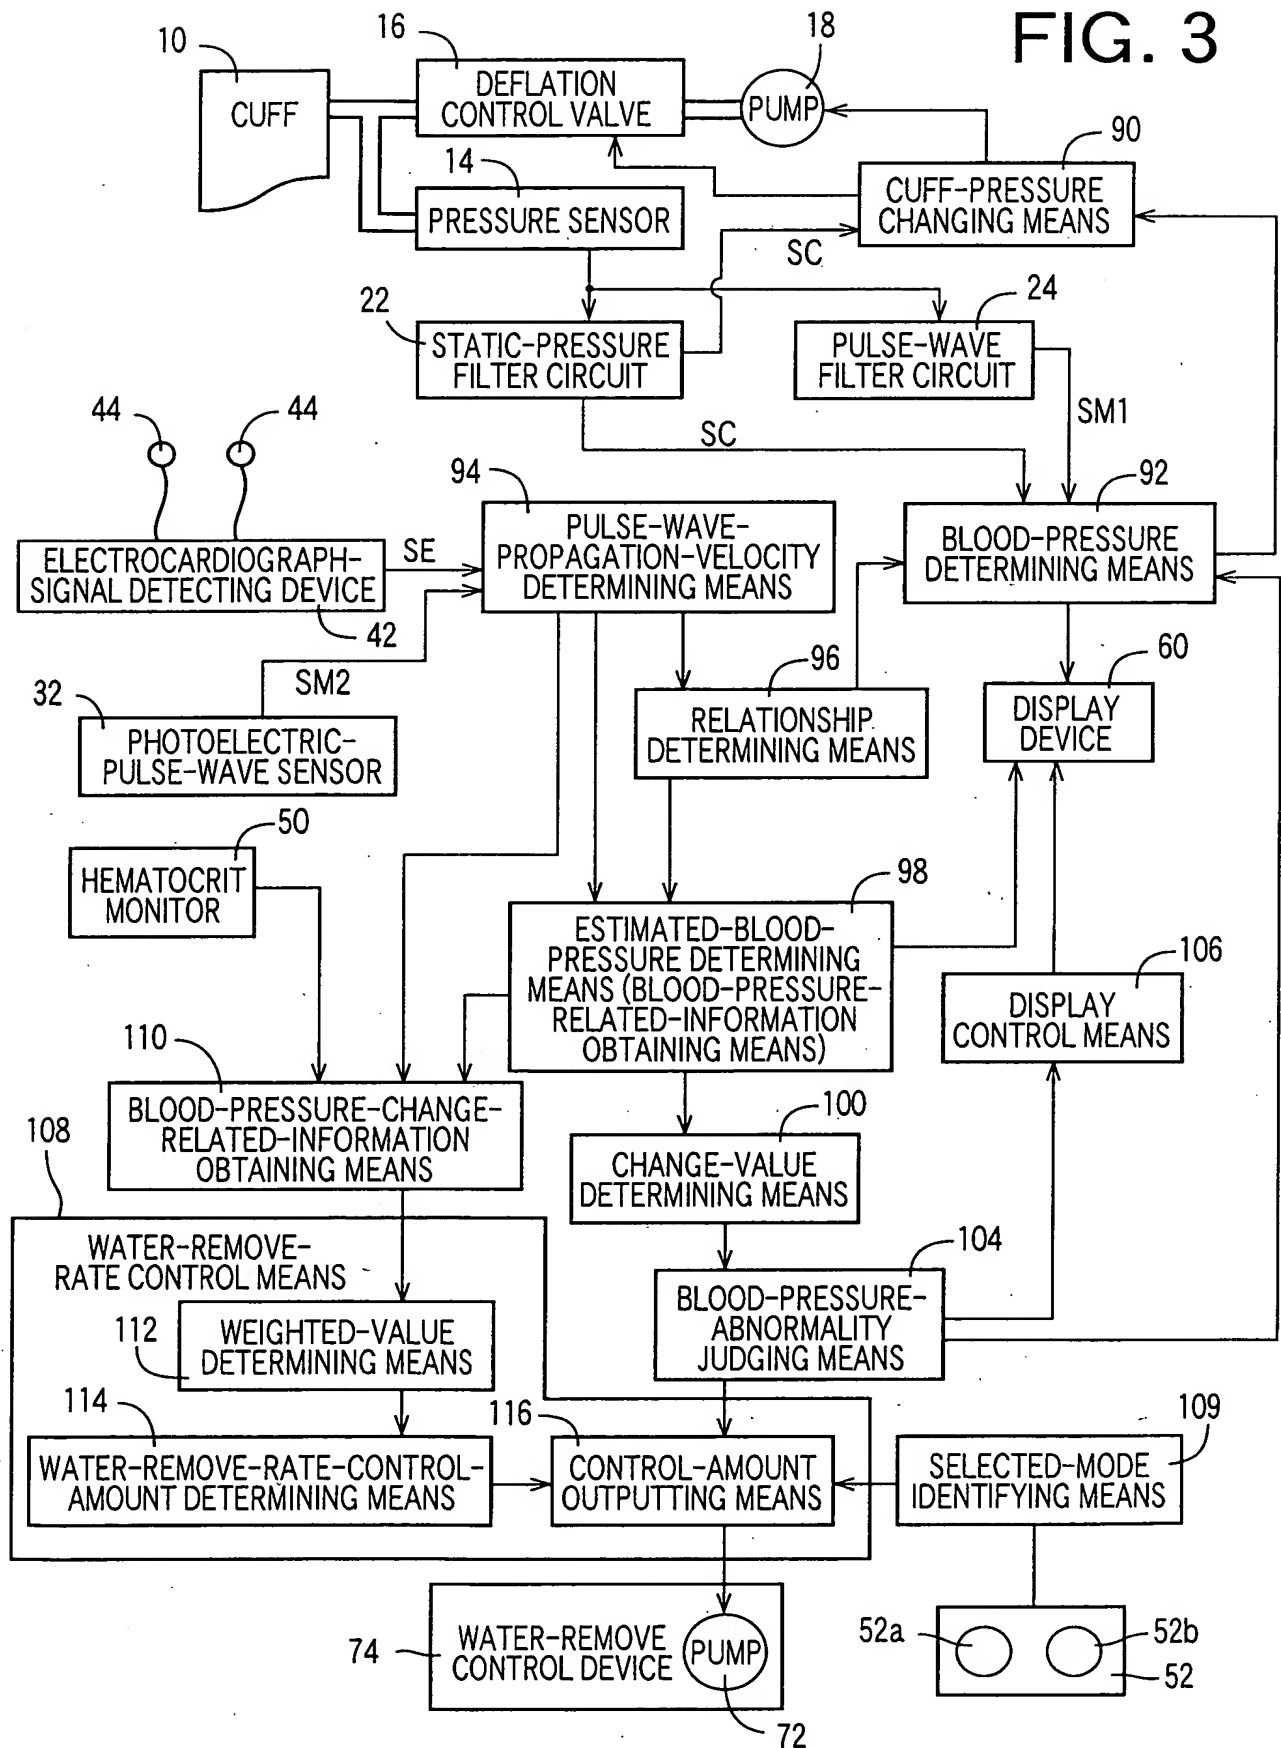 FIG. 3
10
16
18
CUFF
DEFLATION
CONTROL VALVE
PUMP
90
14
PRESSURE SENSOR
CUFF-PRESSURE
CHANGING MEANS
SC
22
24
STATIC-PRESSURE
FILTER CIRCUIT
PULSE-WAVE
FILTER CIRCUIT
44
44
SC
SM1
94
92
PULSE-WAVE-
PROPAGATION-VELOCITY
DETERMINING MEANS
BLOOD-PRESSURE
DETERMINING MEANS
ELECTROCARDIOGRAPH-
SIGNAL DETECTING DEVICE
SE
42
96
60
SM2
32
RELATIONSHIP
DETERMINING MEANS
DISPLAY
DEVICE
PHOTOELECTRIC-
PULSE-WAVE SENSOR
50
HEMATOCRIT
MONITOR
98
ESTIMATED-BLOOD-
PRESSURE DETERMINING
MEANS (BLOOD-PRESSURE-
RELATED-INFORMATION
OBTAINING MEANS)
106
DISPLAY
CONTROL MEANS
110
BLOOD-PRESSURE-CHANGE-
RELATED-INFORMATION
OBTAINING MEANS
100
CHANGE-VALUE
DETERMINING MEANS
108
WATER-REMOVE-
RATE CONTROL MEANS
104
BLOOD-PRESSURE-
ABNORMALITY
JUDGING MEANS
112
WEIGHTED-VALUE
DETERMINING MEANS
114
116
109
WATER-REMOVE-RATE-CONTROL-
AMOUNT DETERMINING MEANS
CONTROL-AMOUNT
OUTPUTTING MEANS
SELECTED-MODE
IDENTIFYING MEANS
74
WATER-REMOVE
CONTROL DEVICE
PUMP
72
52a
52b
52